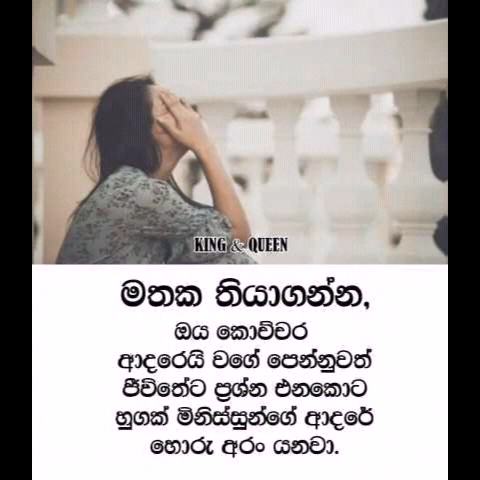 KING & QUEEN
මතක තියාගන්න,
ඔය කොච්චර
ආදරෙයි වගේ පෙන්නුවත්
ජීවිතේට ප්‍රශ්න එනකොට
හුගක් මිනිස්සුන්ගේ ආදරේ
හොරු අරං යනවා.